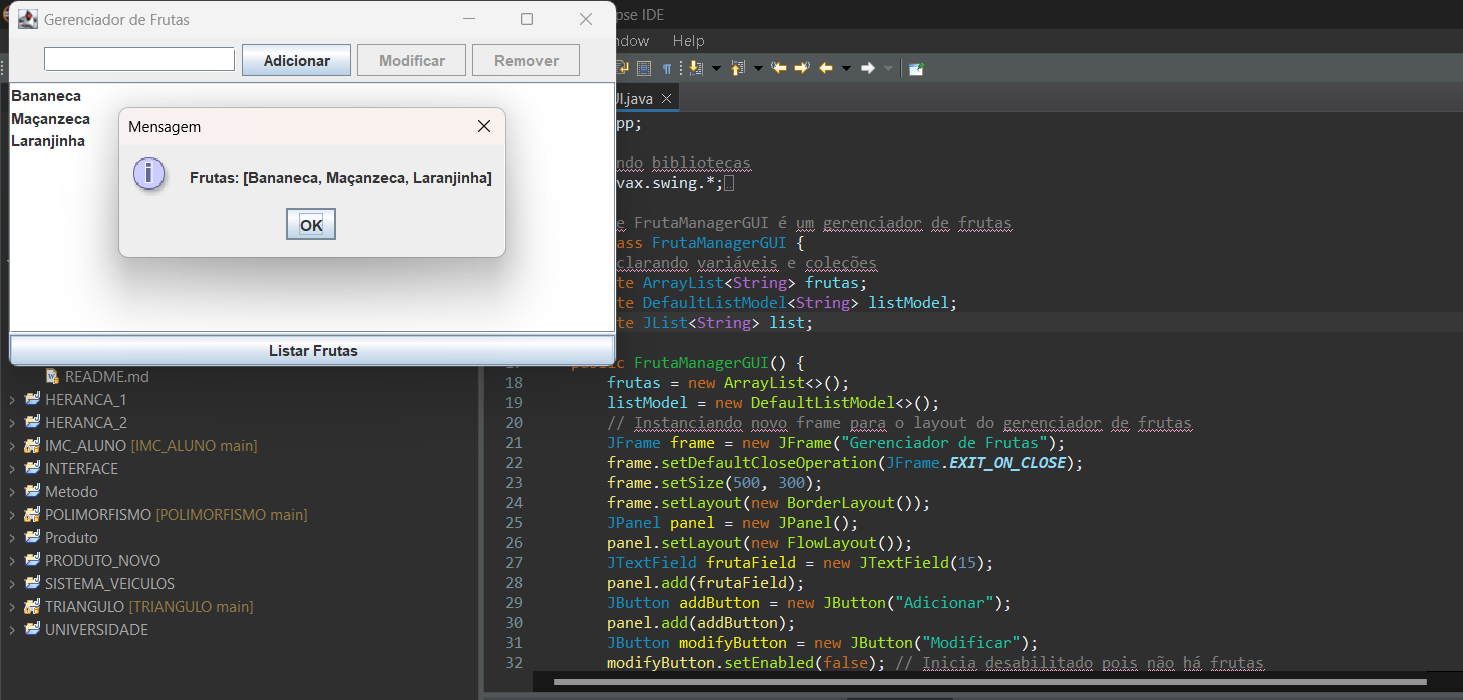 Gerenciador de Frutas
Adicionar Modificar Remover
Bananeca
Maçanzeca
Laranjinha
Mensagem
Frutas: [Bananeca, Maçanzeca, Laranjinha]
OK
Listar Frutas
IDE
Help
README.md
HERANCA_1
HERANCA_2
IMC_ALUNO [IMC_ALUNO main]
INTERFACE
Metodo
POLIMORFISMO [POLIMORFISMO main]
Produto
PRODUTO_NOVO
SISTEMA_VEICULOS
TRIANGULO [TRIANGULO main]
UNIVERSIDADE
UI.java
pp;
ndo bibliotecas
vax.swing.*;
e FrutaManagerGUI é um gerenciador de frutas
ass FrutaManagerGUI {
clarando variáveis e coleções
te ArrayList<String> frutas;
te DefaultListModel<String> listModel;
te JList<String> list;
public FrutaManagerGUI() {
18 frutas = new ArrayList<>();
19 listModel = new DefaultListModel<>();
20 // Instanciando novo frame para o layout do gerenciador de frutas
21 JFrame frame = new JFrame("Gerenciador de Frutas");
22 frame.setDefaultCloseOperation(JFrame.EXIT_ON_CLOSE);
23 frame.setSize(500, 300);
24 frame.setLayout(new BorderLayout());
25 JPanel panel = new JPanel();
26 panel.setLayout(new FlowLayout());
27 JTextField frutaField = new JTextField(15);
28 panel.add(frutaField);
29 JButton addButton = new JButton("Adicionar");
30 panel.add(addButton);
31 JButton modifyButton = new JButton("Modificar");
32 modifyButton.setEnabled(false); // Inicia desabilitado pois não há frutas